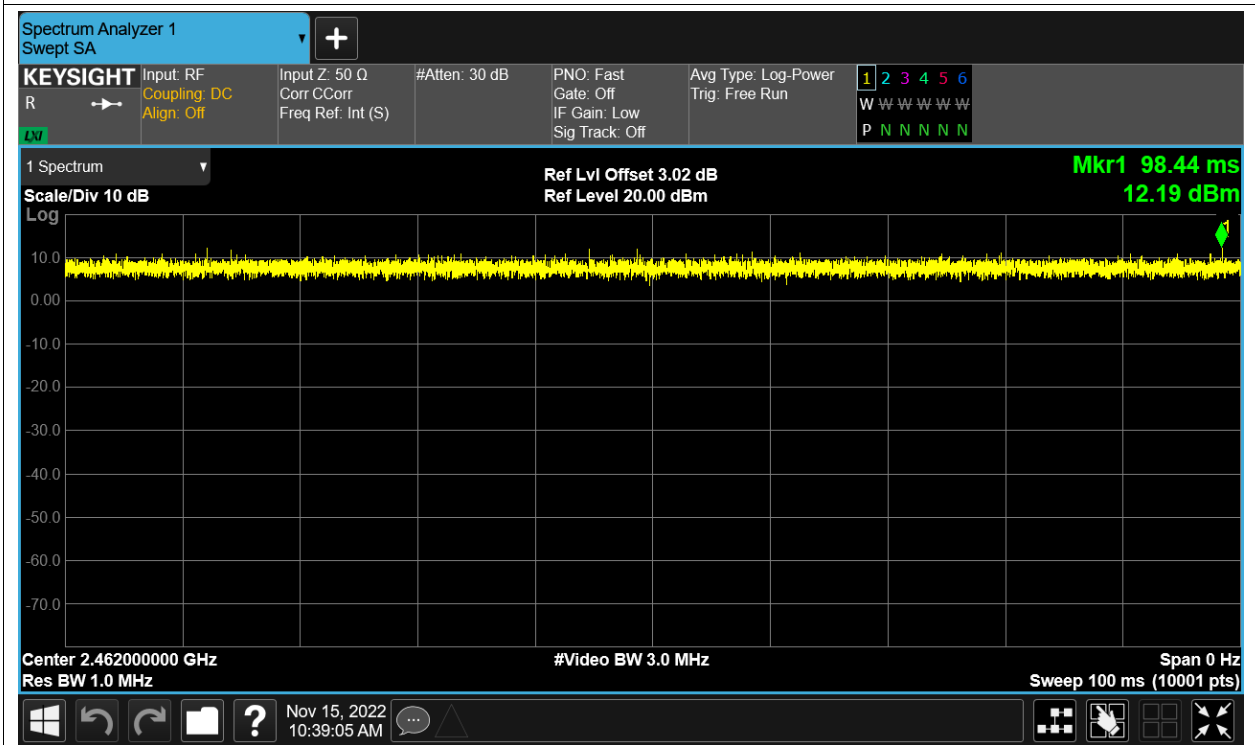 Spectrum Analyzer 1
Swept SA
KEYSIGHT
R
LXI
Input: RF
Coupling: DC
Align: Off
Input Z: 50 Ω
Corr CCorr
Freq Ref: Int (S)
#Atten: 30 dB
PNO: Fast
Gate: Off
IF Gain: Low
Sig Track: Off
Avg Type: Log-Power
Trig: Free Run
1 2 3 4 5 6
W W W W W W
P N N N N N
1 Spectrum
Scale/Div 10 dB
Log
Ref Lvl Offset 3.02 dB
Ref Level 20.00 dBm
Mkr1 98.44 ms
12.19 dBm
1
10.0
0.00
-10.0
-20.0
-30.0
-40.0
-50.0
-60.0
-70.0
Center 2.462000000 GHz
Res BW 1.0 MHz
#Video BW 3.0 MHz
Span 0 Hz
Sweep 100 ms (10001 pts)
?
Nov 15, 2022
10:39:05 AM